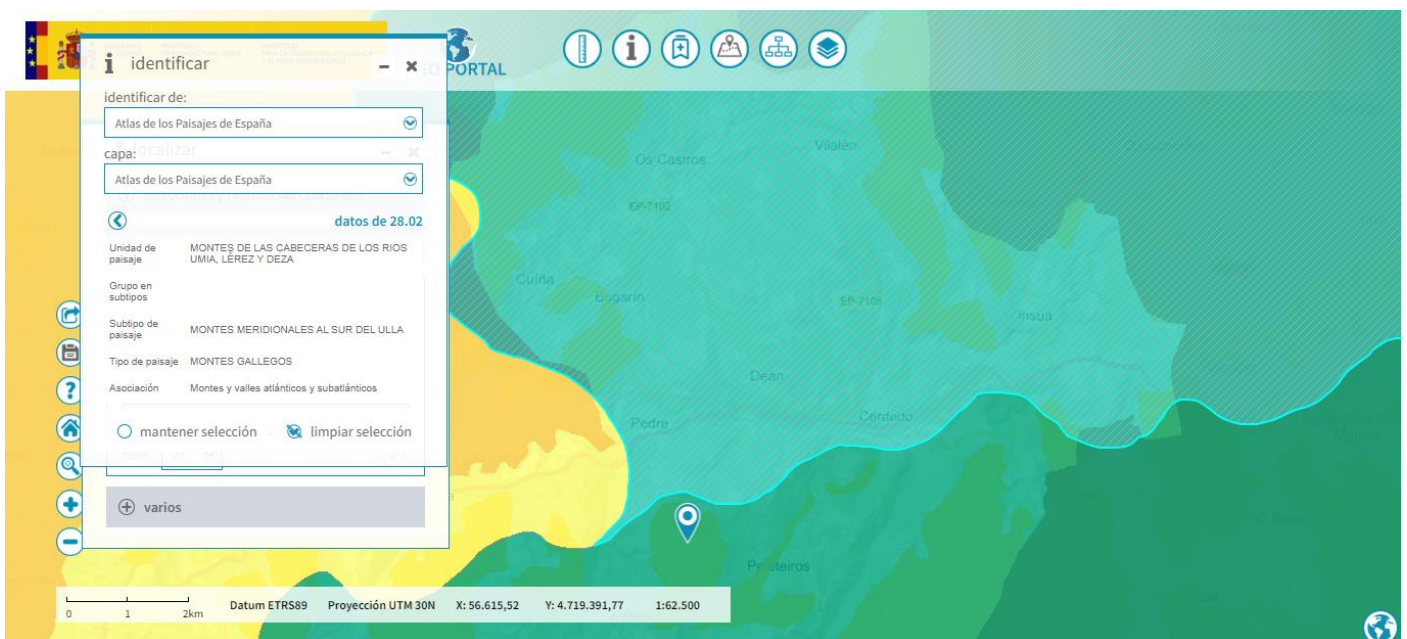 PORTAL
identificar
identificar de:
Atlas de los Paisajes de España
capa:
localizar
Atlas de los Paisajes de España
datos de 28.02
Unidad de paisaje
MONTES DE LAS CABECERAS DE LOS RIOS
UMIA, LÉREZ Y DEZA
Grupo en subtipos
Subtipo de paisaje
MONTES MERIDIONALES AL SUR DEL ULLA
Tipo de paisaje MONTES GALLEGOS
Asociación Montes y valles atlánticos y subatlánticos
mantener selección limpiar selección
varios
Os Castros
Vilalén
EP-7102
Cuíña
EP-7105
Insua
Dean
Pedre
Cerdedo
0 1 2km
Datum ETRS89 Proyección UTM 30N X: 56.615,52 Y: 4.719.391,77 1:62.500